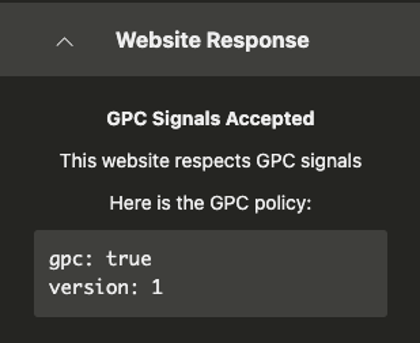 Website Response
GPC Signals Accepted
This website respects GPC signals
Here is the GPC policy:
gpc: true
version: 1